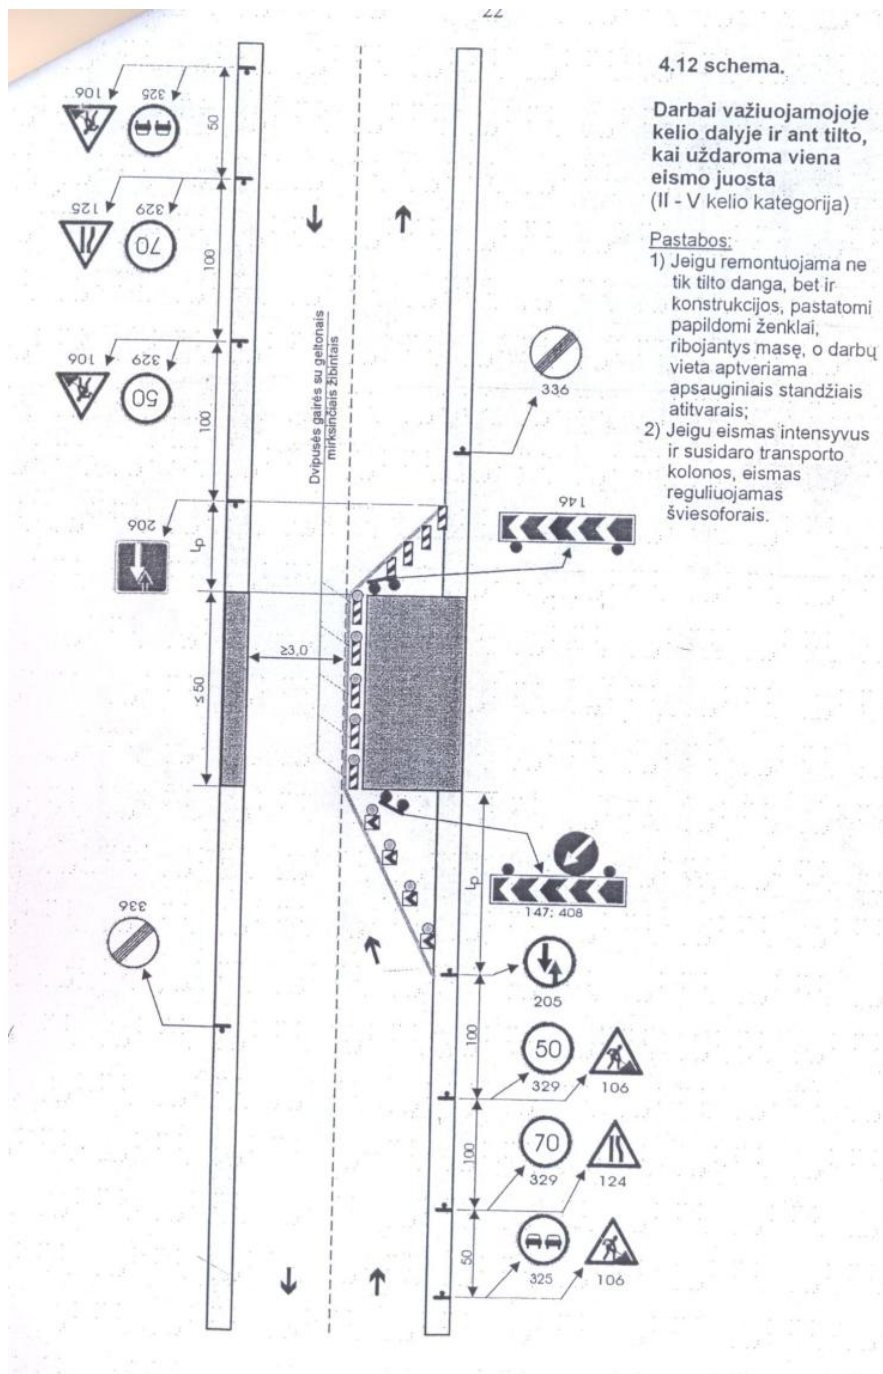 4.12 schema.
Darbai važiuojamojoje
kelio dalyje ir ant tilto,
kai uždaroma viena
eismo juosta
(II - V kelio kategorija)
Pastabos:
1) Jeigu remontuojama ne
tik tilto danga, bet ir
konstrukcijos, pastatomi
papildomi ženklai,
ribojantys masę, o darbų
vieta aptveriama
apsauginiais standžiais
atitvarais;
2) Jeigu eismas intensyvus
ir susidaro transporto
kolonos, eismas
reguliuojamas
šviesoforais.
106
325
50
125
329
70
100
106
329
50
100
206
Lp
≤ 50
≥3,0
Dvipusės gairės su geltonais
mirksinčiais žibintais
336
146
336
Lp
147; 408
205
100
50
329
106
100
70
329
124
50
325
106